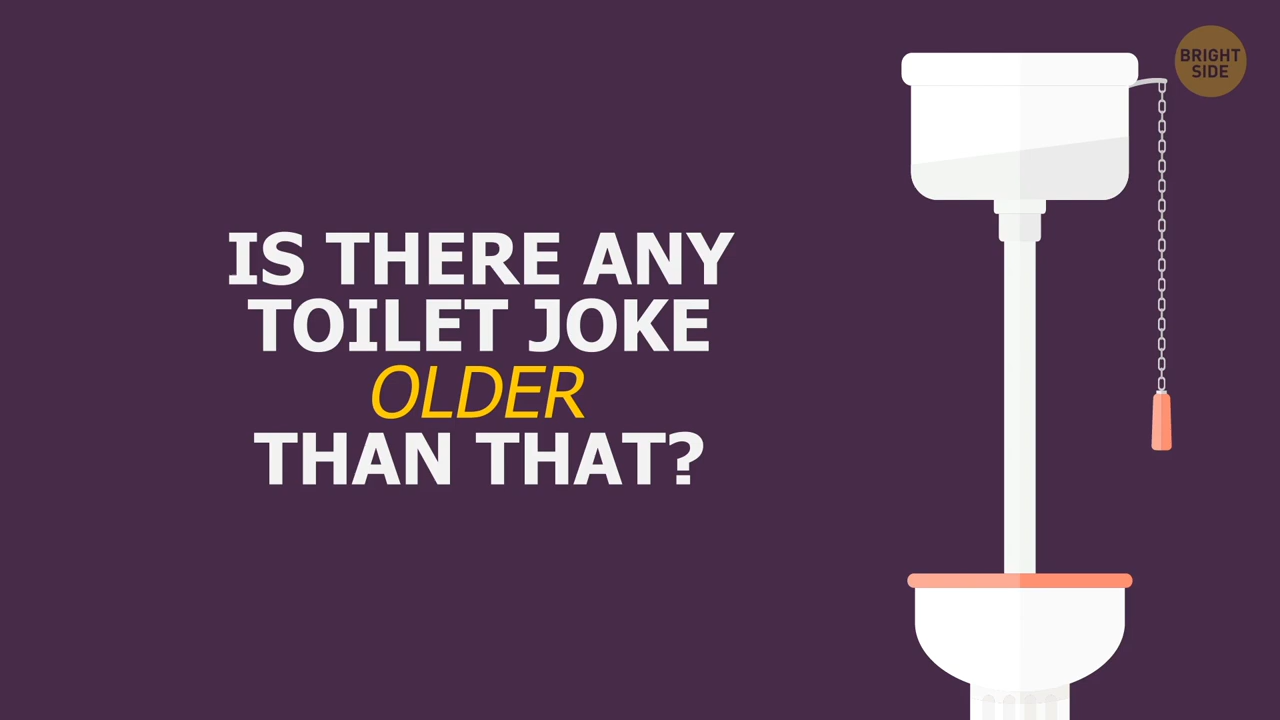 IS THERE ANY
TOILET JOKE
OLDER
THAN THAT?
BRIGHT
SIDE